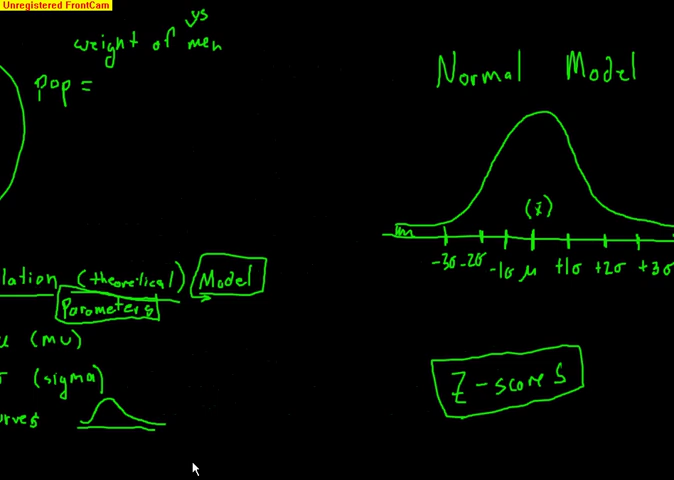 Unregistered FrontCam
ys
weight of men
pop =
Normal Model
(x̄)
-3σ -2σ -1σ μ +1σ +2σ +3σ
lation (theoretical) Model
Parameters
μ (mu)
σ (sigma)
urves
Z-scores